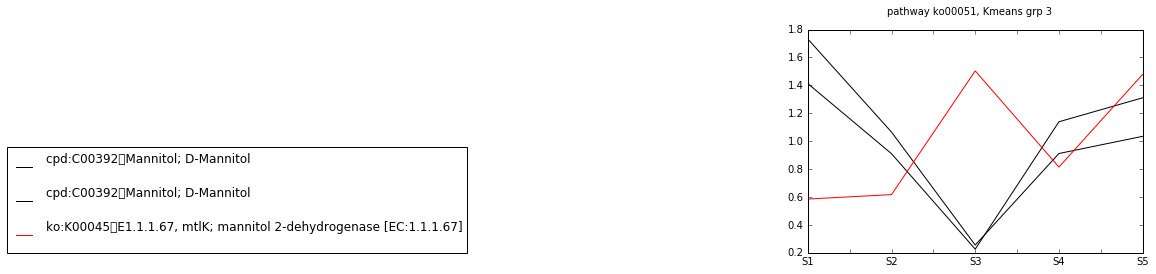 pathway ko00051, Kmeans grp 3
1.8
1.6
1.4
1.2
1.0
0.8
0.6
0.4
0.2
S1 S2 S3 S4 S5
cpd:C00392▯Mannitol; D-Mannitol
cpd:C00392▯Mannitol; D-Mannitol
ko:K00045▯E1.1.1.67, mtlK; mannitol 2-dehydrogenase [EC:1.1.1.67]